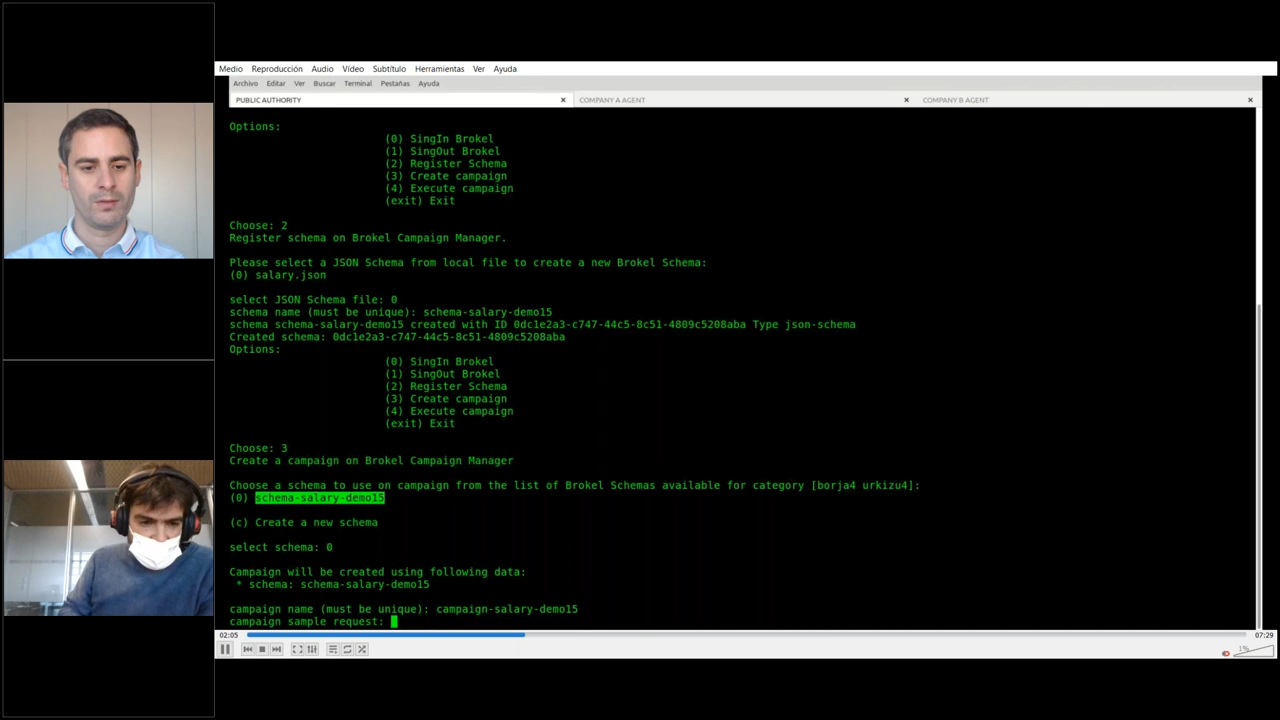 Medio Reproducción Audio Vídeo Subtítulo Herramientas Ver Ayuda
Archivo Editar Ver Buscar Terminal Pestañas Ayuda
PUBLIC AUTHORITY x COMPANY A AGENT x COMPANY B AGENT x
Options:
(0) SingIn Brokel
(1) SingOut Brokel
(2) Register Schema
(3) Create campaign
(4) Execute campaign
(exit) Exit
Choose: 2
Register schema on Brokel Campaign Manager.
Please select a JSON Schema from local file to create a new Brokel Schema:
(0) salary.json
select JSON Schema file: 0
schema name (must be unique): schema-salary-demo15
schema schema-salary-demo15 created with ID 0dc1e2a3-c747-44c5-8c51-4809c5208aba Type json-schema
Created schema: 0dc1e2a3-c747-44c5-8c51-4809c5208aba
Options:
(0) SingIn Brokel
(1) SingOut Brokel
(2) Register Schema
(3) Create campaign
(4) Execute campaign
(exit) Exit
Choose: 3
Create a campaign on Brokel Campaign Manager
Choose a schema to use on campaign from the list of Brokel Schemas available for category [borja4 urkizu4]:
(0) schema-salary-demo15
(c) Create a new schema
select schema: 0
Campaign will be created using following data:
* schema: schema-salary-demo15
campaign name (must be unique): campaign-salary-demo15
campaign sample request:
02:05 07:29
1%